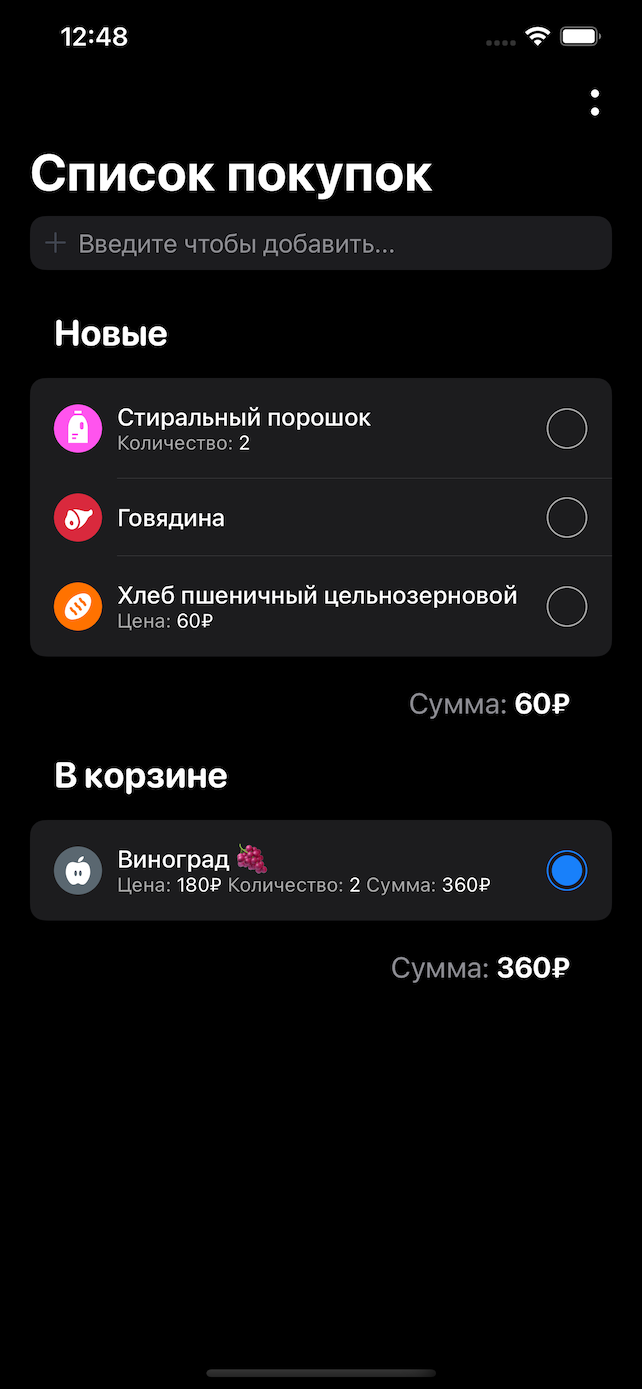 12:48
Список покупок
Введите чтобы добавить...
Новые
Стиральный порошок
Количество: 2
Говядина
Хлеб пшеничный цельнозерновой
Цена: 60₽
Сумма: 60₽
В корзине
Виноград 🍇
Цена: 180₽ Количество: 2 Сумма: 360₽
Сумма: 360₽